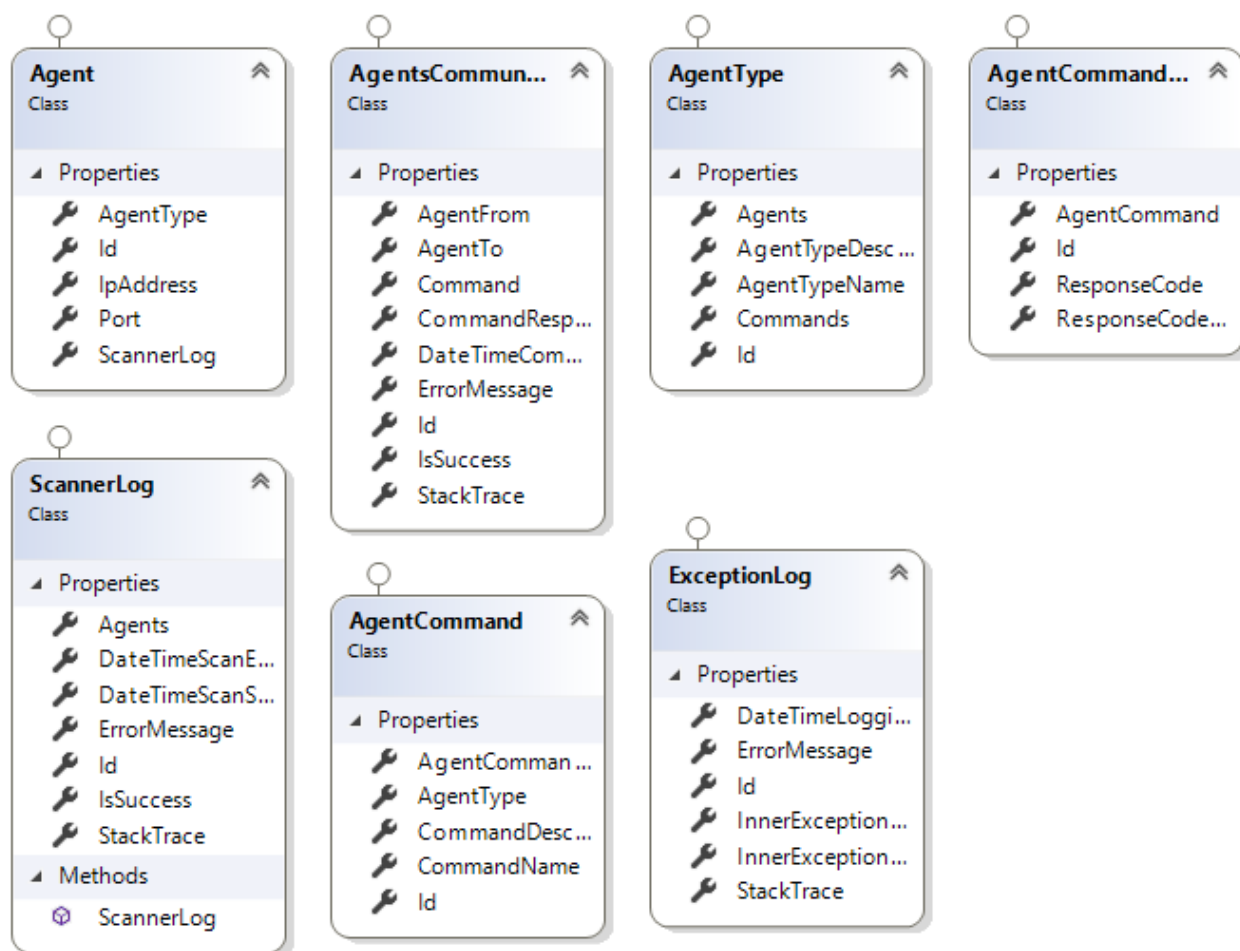 Agent
Class
Properties
AgentType
Id
IpAddress
Port
ScannerLog
AgentsCommun...
Class
Properties
AgentFrom
AgentTo
Command
CommandResp...
DateTimeCom...
ErrorMessage
Id
IsSuccess
StackTrace
AgentType
Class
Properties
Agents
AgentTypeDesc...
AgentTypeName
Commands
Id
AgentCommand...
Class
Properties
AgentCommand
Id
ResponseCode
ResponseCode...
ScannerLog
Class
Properties
Agents
DateTimeScanE...
DateTimeScanS...
ErrorMessage
Id
IsSuccess
StackTrace
Methods
ScannerLog
AgentCommand
Class
Properties
AgentComman...
AgentType
CommandDesc...
CommandName
Id
ExceptionLog
Class
Properties
DateTimeLoggi...
ErrorMessage
Id
InnerException...
InnerException...
StackTrace